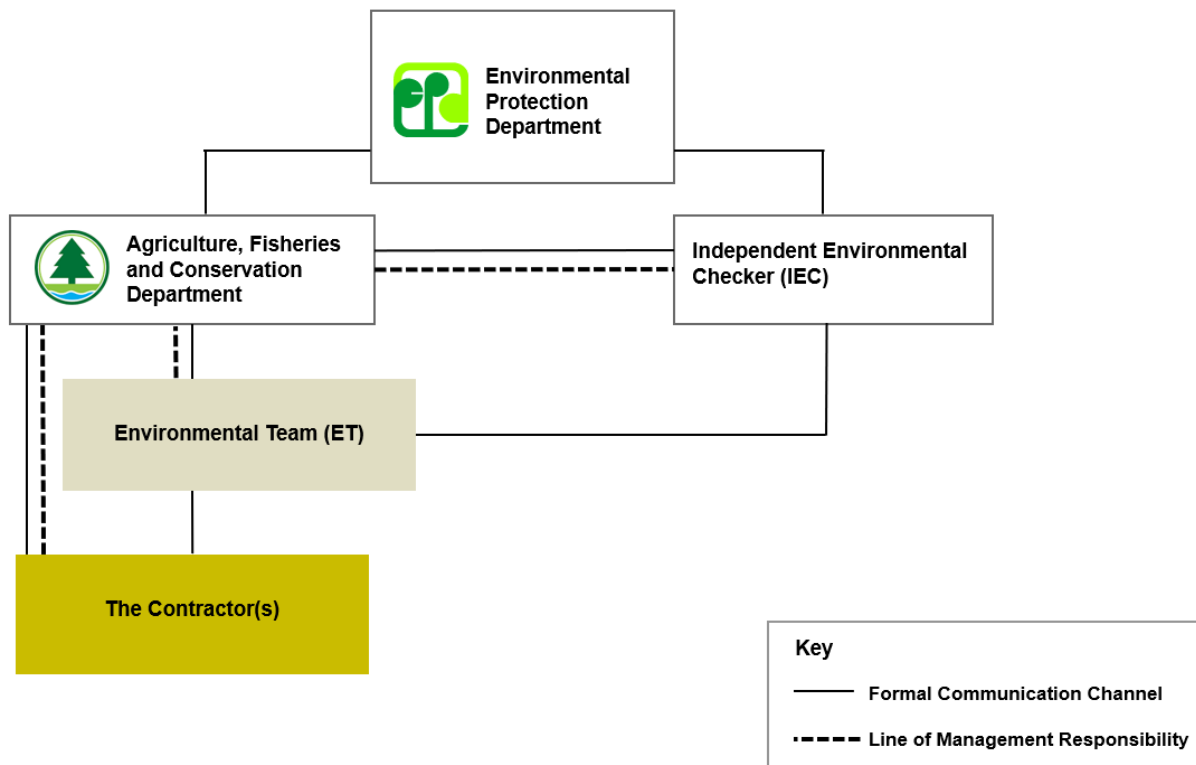 Environmental
Protection
Department
Agriculture, Fisheries
and Conservation
Department
Independent Environmental
Checker (IEC)
Environmental Team (ET)
The Contractor(s)
Key
Formal Communication Channel
Line of Management Responsibility